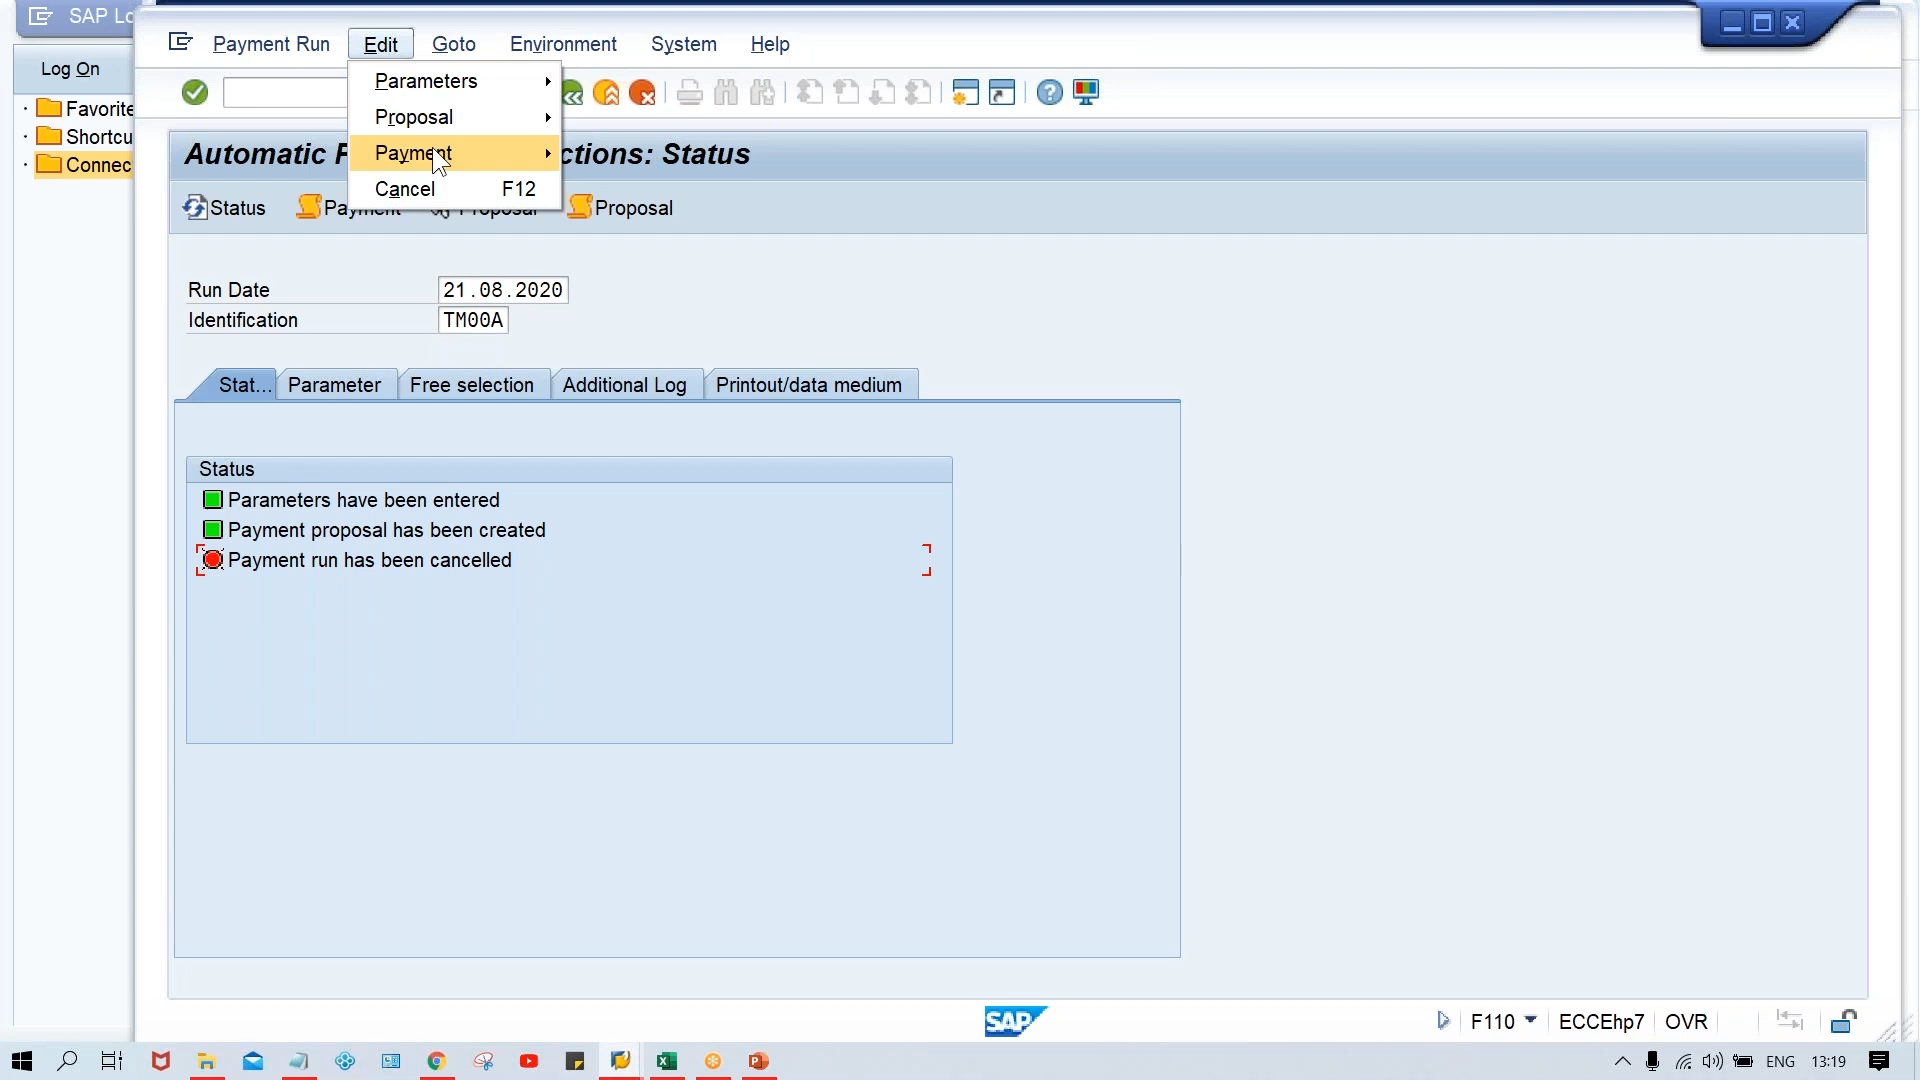 SAP Lo
Payment Run Edit Goto Environment System Help
Log On
Parameters
Proposal
Payment
Cancel F12
Favorite
Shortcu
Connec
Automatic P ctions: Status
Status Payment Proposal Proposal
Run Date 21.08.2020
Identification TM00A
Stat... Parameter Free selection Additional Log Printout/data medium
Status
Parameters have been entered
Payment proposal has been created
Payment run has been cancelled
SAP
F110 ECCEhp7 OVR
ENG 13:19